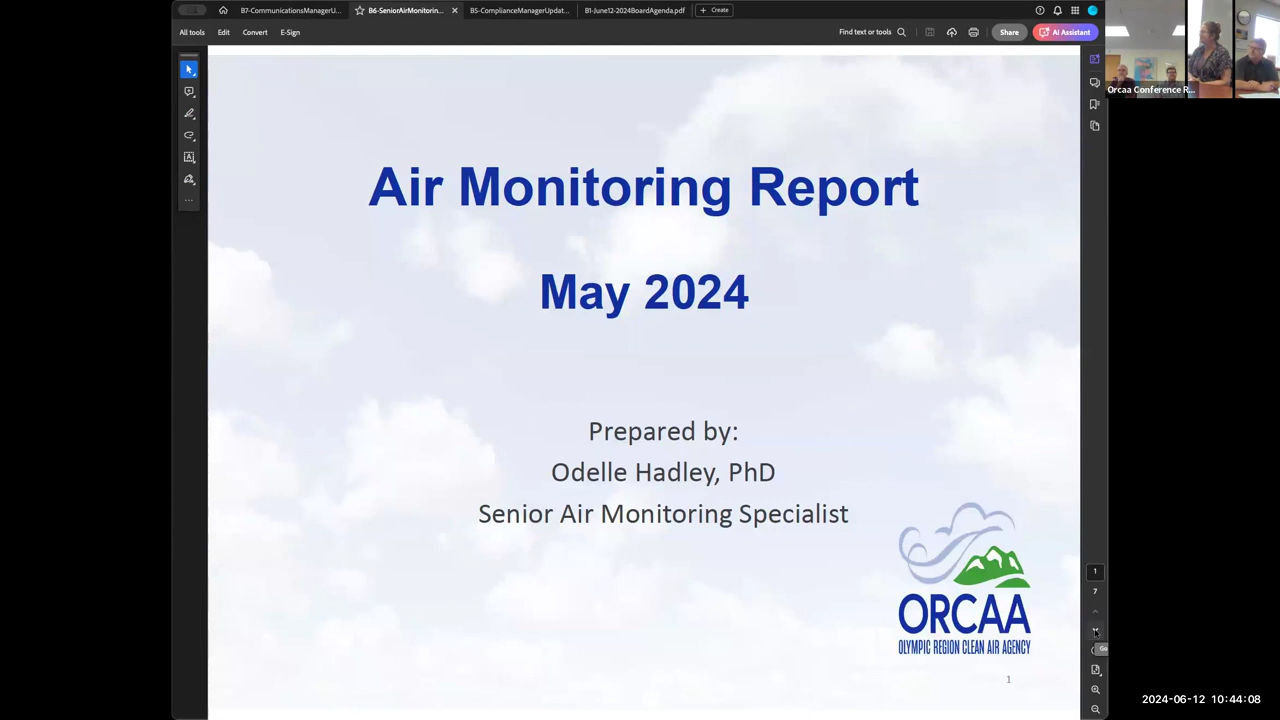 B7-CommunicationsManagerU...
B6-SeniorAirMonitorin...
B5-ComplianceManagerUpdat...
B1-June12-2024BoardAgenda.pdf
+ Create
All tools
Edit
Convert
E-Sign
Find text or tools
Share
AI Assistant
Orcaa Conference R...
Air Monitoring Report
May 2024
Prepared by:
Odelle Hadley, PhD
Senior Air Monitoring Specialist
ORCAA
OLYMPIC REGION CLEAN AIR AGENCY
1
1
7
Go
2024-06-12 10:44:08